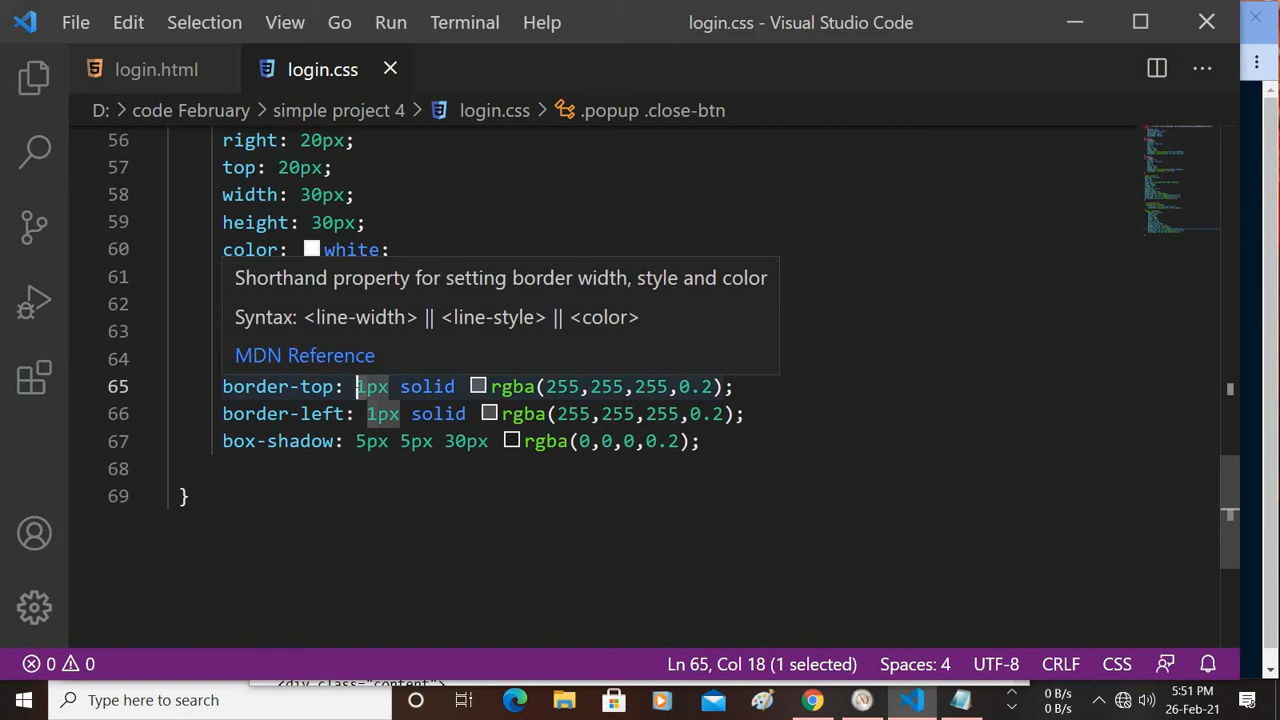 File Edit Selection View Go Run Terminal Help login.css - Visual Studio Code
login.html login.css
D: > code February > simple project 4 > login.css > .popup .close-btn
56 right: 20px;
57 top: 20px;
58 width: 30px;
59 height: 30px;
60 color: white;
61 Shorthand property for setting border width, style and color
62 Syntax: <line-width> || <line-style> || <color>
63
64 MDN Reference
65 border-top: 1px solid rgba(255,255,255,0.2);
66 border-left: 1px solid rgba(255,255,255,0.2);
67 box-shadow: 5px 5px 30px rgba(0,0,0,0.2);
68
69 }
0 0 Ln 65, Col 18 (1 selected) Spaces: 4 UTF-8 CRLF CSS
<div class="content">
Type here to search 0 B/s 0 B/s 5:51 PM 26-Feb-21